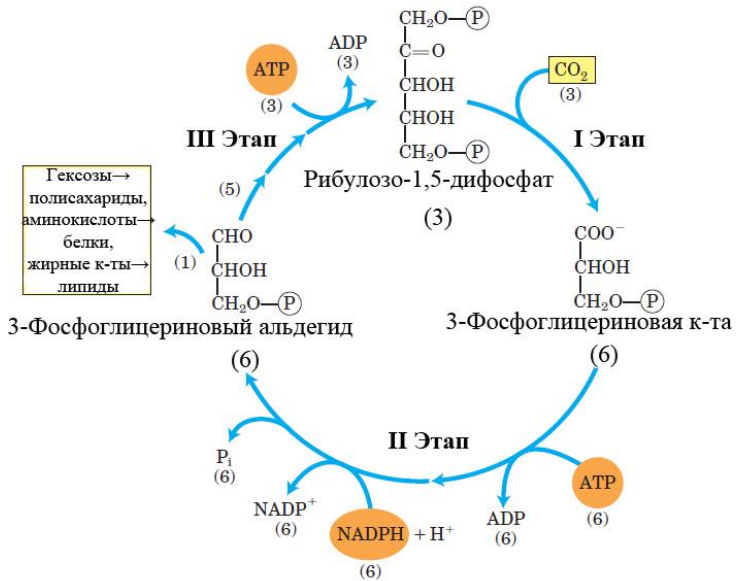 CH₂O—Ⓟ
C=O
CHOH
CHOH
CH₂O—Ⓟ
Рибулозо-1,5-дифосфат
(3)
CO₂
(3)
I Этап
COO⁻
CHOH
CH₂O—Ⓟ
3-Фосфоглицериновая к-та
(6)
ATP
(6)
ADP
(6)
II Этап
NADPH + H⁺
(6)
NADP⁺
(6)
Pᵢ
(6)
CHO
CHOH
CH₂O—Ⓟ
3-Фосфоглицериновый альдегид
(6)
(1)
Гексозы→
полисахариды,
аминокислоты→
белки,
жирные к-ты→
липиды
(5)
III Этап
ATP
(3)
ADP
(3)